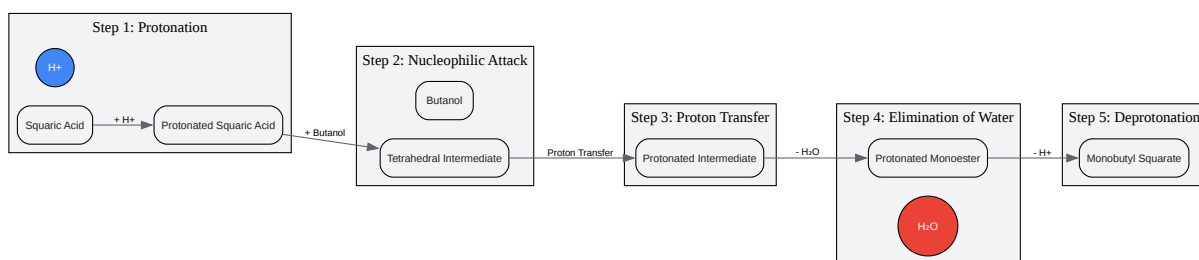 Step 1: Protonation
H+
Squaric Acid
+ H+
Protonated Squaric Acid
+ Butanol
Step 2: Nucleophilic Attack
Butanol
Tetrahedral Intermediate
Proton Transfer
Step 3: Proton Transfer
Protonated Intermediate
- H₂O
Step 4: Elimination of Water
Protonated Monoester
H₂O
- H+
Step 5: Deprotonation
Monobutyl Squarate